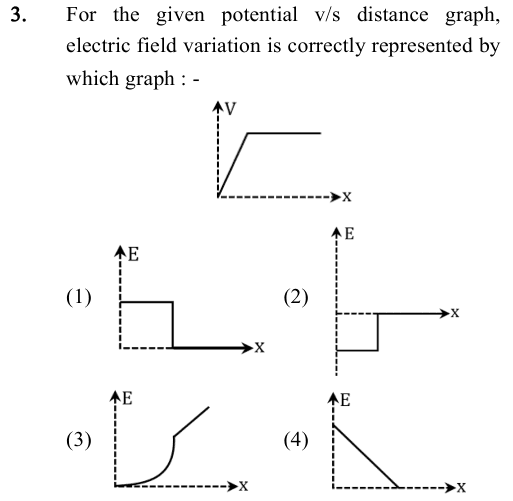 3. For the given potential v/s distance graph,
electric field variation is correctly represented by
which graph : -
V
X
(1) E
X
(2) E
X
(3) E
X
(4) E
X